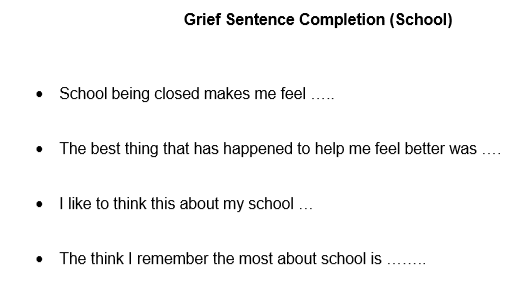 Grief Sentence Completion (School)
• School being closed makes me feel .....
• The best thing that has happened to help me feel better was ....
• I like to think this about my school ...
• The think I remember the most about school is ........